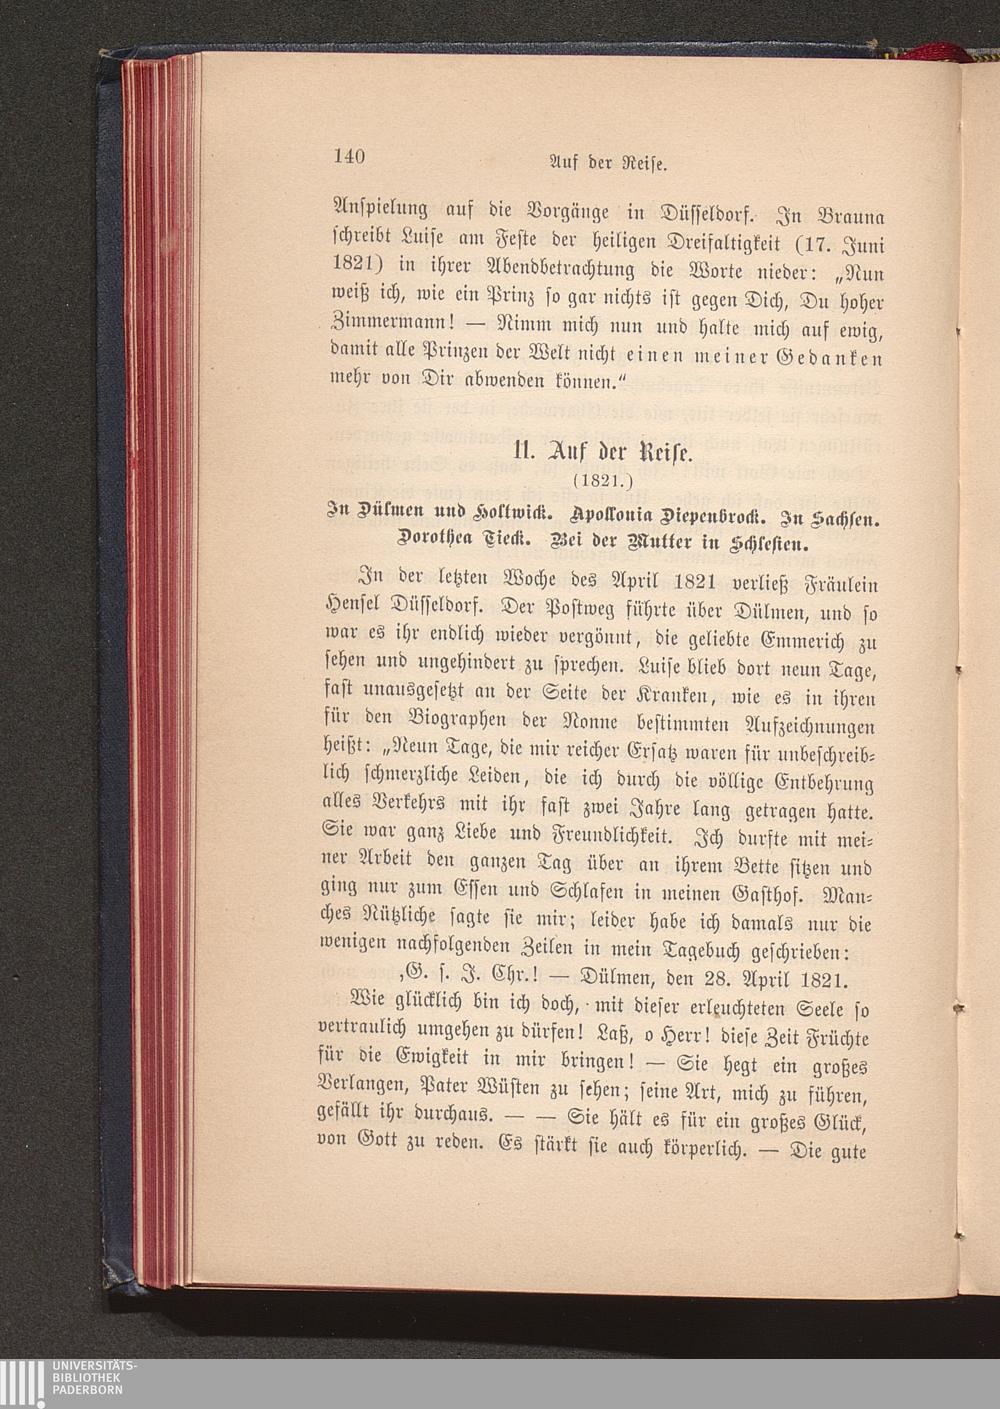 140
Auf der Reise.
Anspielung auf die Vorgänge in Düsseldorf. In Brauna
schreibt Luise am Feste der heiligen Dreifaltigkeit (17. Juni
1821) in ihrer Abendbetrachtung die Worte nieder: „Nun
weiß ich, wie ein Prinz so gar nichts ist gegen Dich, Du hoher
Zimmermann! — Nimm mich nun und halte mich auf ewig,
damit alle Prinzen der Welt nicht einen meiner Gedanken
mehr von Dir abwenden können."
11. Auf der Reise.
(1821.)
In Dülmen und Holtwick. Apollonia Diepenbrock. In Sachsen.
Dorothea Tieck. Bei der Mutter in Schlesien.
In der letzten Woche des April 1821 verließ Fräulein
Hensel Düsseldorf. Der Postweg führte über Dülmen, und so
war es ihr endlich wieder vergönnt, die geliebte Emmerich zu
sehen und ungehindert zu sprechen. Luise blieb dort neun Tage,
fast unausgesetzt an der Seite der Kranken, wie es in ihren
für den Biographen der Nonne bestimmten Aufzeichnungen
heißt: „Neun Tage, die mir reicher Ersatz waren für unbeschreib-
lich schmerzliche Leiden, die ich durch die völlige Entbehrung
alles Verkehrs mit ihr fast zwei Jahre lang getragen hatte.
Sie war ganz Liebe und Freundlichkeit. Ich durfte mit mei-
ner Arbeit den ganzen Tag über an ihrem Bette sitzen und
ging nur zum Essen und Schlafen in meinen Gasthof. Man-
ches Nützliche sagte sie mir; leider habe ich damals nur die
wenigen nachfolgenden Zeilen in mein Tagebuch geschrieben:
‚G. s. J. Chr.! — Dülmen, den 28. April 1821.
Wie glücklich bin ich doch, mit dieser erleuchteten Seele so
vertraulich umgehen zu dürfen! Laß, o Herr! diese Zeit Früchte
für die Ewigkeit in mir bringen! — Sie hegt ein großes
Verlangen, Pater Wüsten zu sehen; seine Art, mich zu führen,
gefällt ihr durchaus. — — Sie hält es für ein großes Glück,
von Gott zu reden. Es stärkt sie auch körperlich. — Die gute
UNIVERSITÄTS-
BIBLIOTHEK
PADERBORN